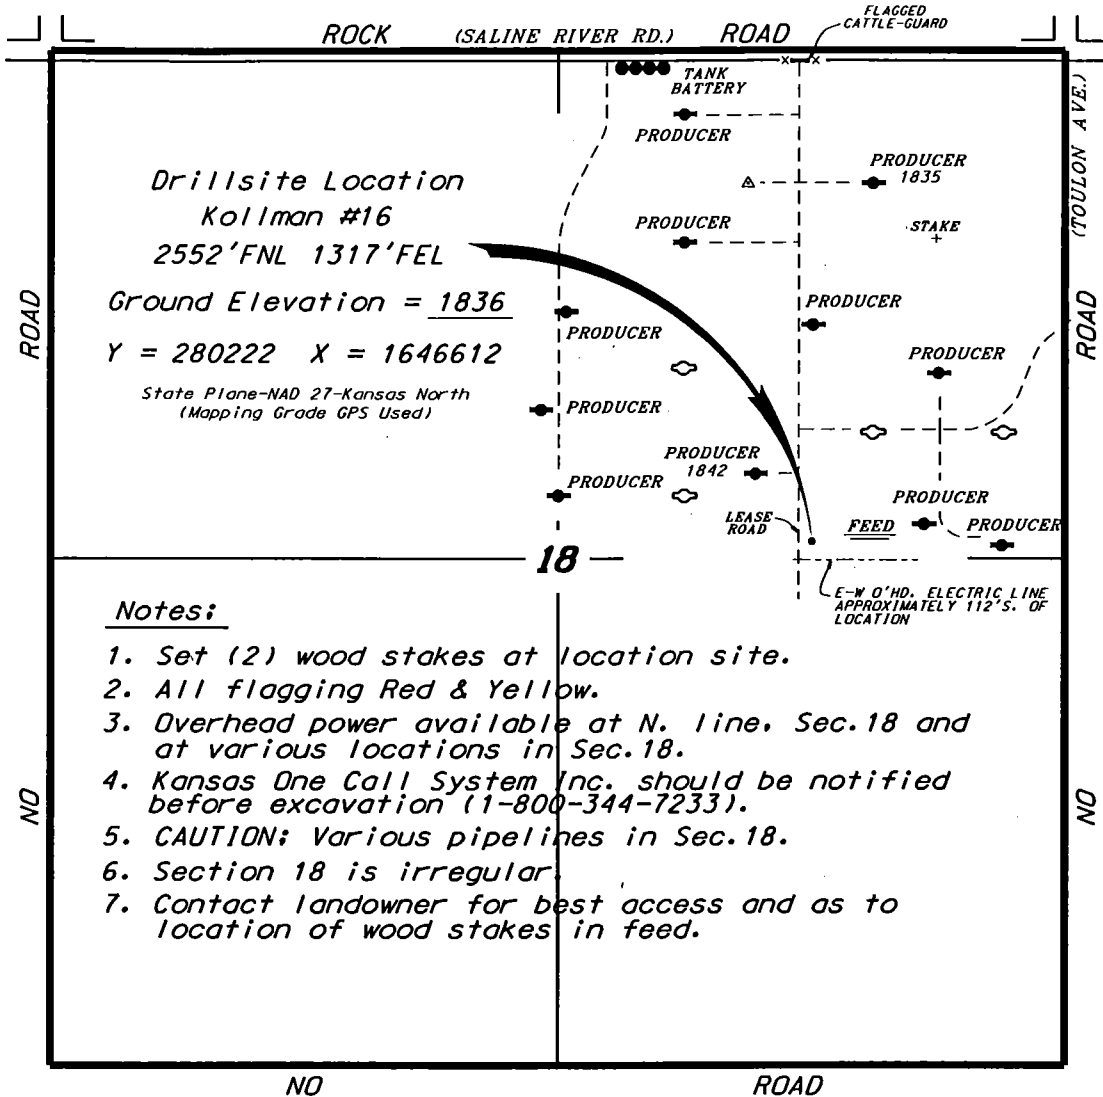 ROCK (SALINE RIVER RD.) ROAD
FLAGGED
CATTLE-GUARD
TANK
BATTERY
PRODUCER
(TOULON AVE.)
PRODUCER
1835
Drillsite Location
Kollman #16
2552'FNL 1317'FEL
PRODUCER
STAKE
Ground Elevation = 1836
PRODUCER
ROAD
ROAD
PRODUCER
Y = 280222 X = 1646612
PRODUCER
State Plane-NAD 27-Kansas North
(Mapping Grade GPS Used)
PRODUCER
PRODUCER
1842
PRODUCER
PRODUCER
LEASE
ROAD
FEED
PRODUCER
18
E-W O'HD. ELECTRIC LINE
APPROXIMATELY 112'S. OF
LOCATION
Notes:
1. Set (2) wood stakes at location site.
2. All flagging Red & Yellow.
3. Overhead power available at N. line, Sec.18 and
at various locations in Sec.18.
4. Kansas One Call System Inc. should be notified
before excavation (1-800-344-7233).
5. CAUTION: Various pipelines in Sec.18.
6. Section 18 is irregular.
7. Contact landowner for best access and as to
location of wood stakes in feed.
NO
NO
NO ROAD